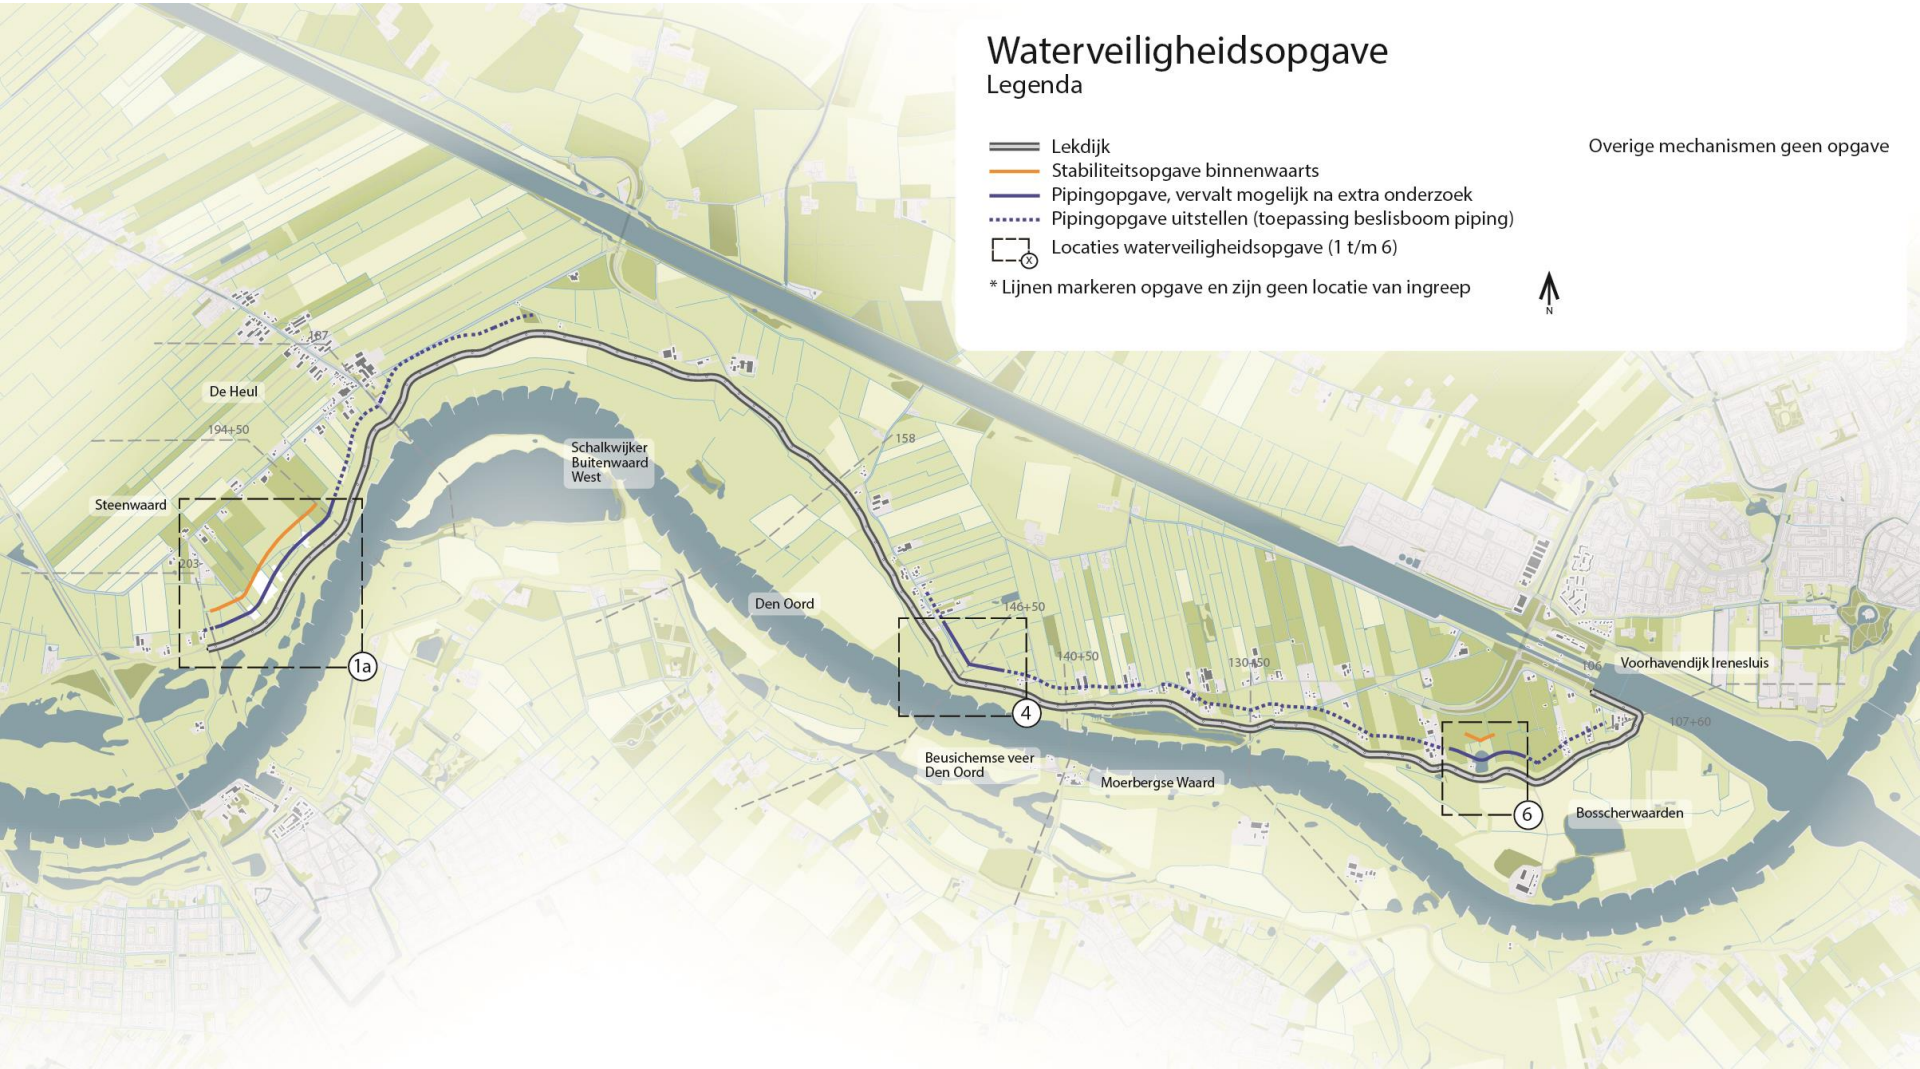 Waterveiligheidsopgave
Legenda
Lekdijk
Stabiliteitsopgave binnenwaarts
Pipingopgave, vervalt mogelijk na extra onderzoek
Pipingopgave uitstellen (toepassing beslisboom piping)
x
Locaties waterveiligheidsopgave (1 t/m 6)
* Lijnen markeren opgave en zijn geen locatie van ingreep
Overige mechanismen geen opgave
N
187
De Heul
194+50
Schalkwijker
Buitenwaard
West
158
Steenwaard
203
1a
Den Oord
146+50
140+50
130+50
106
Voorhavendijk Irenesluis
107+60
4
Beusichemse veer
Den Oord
Moerbergse Waard
6
Bosscherwaarden